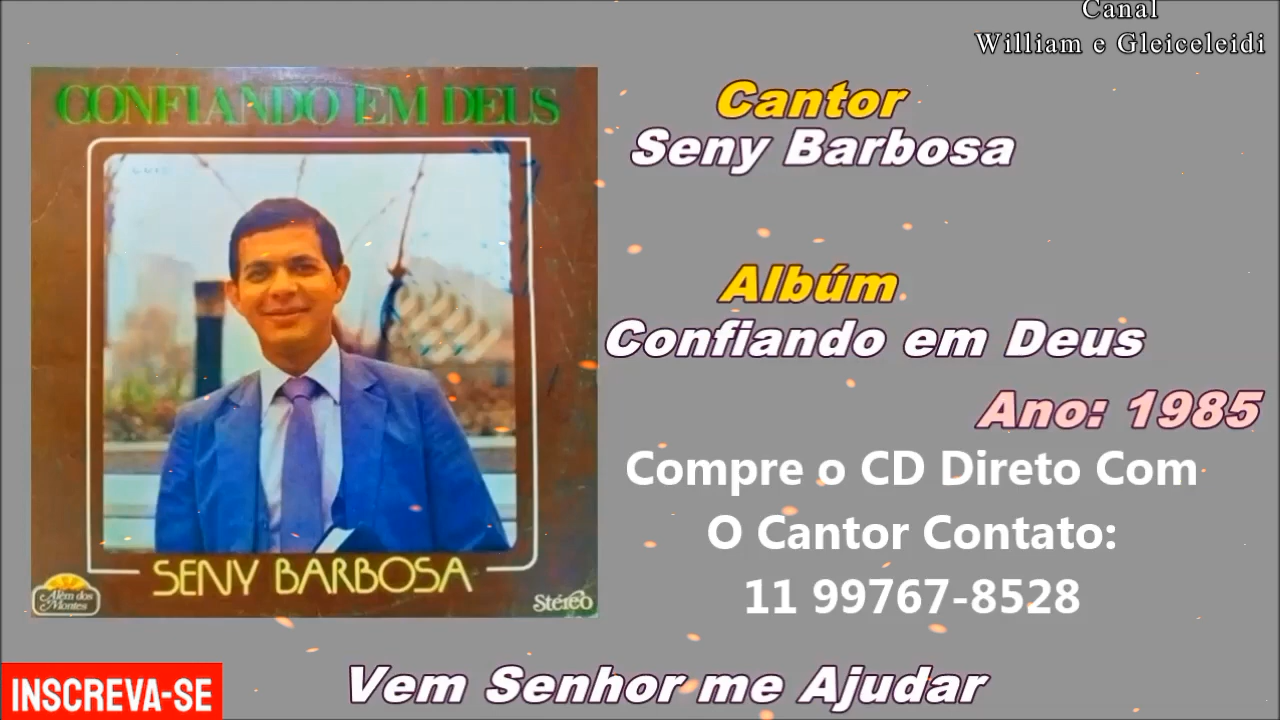 Canal
William e Gleiceleidi
CONFIANDO EM DEUS
SENY BARBOSA
Além dos
Montes
Stéreo
Cantor
Seny Barbosa
Albúm
Confiando em Deus
Ano: 1985
Compre o CD Direto Com
O Cantor Contato:
11 99767-8528
INSCREVA-SE
Vem Senhor me Ajudar